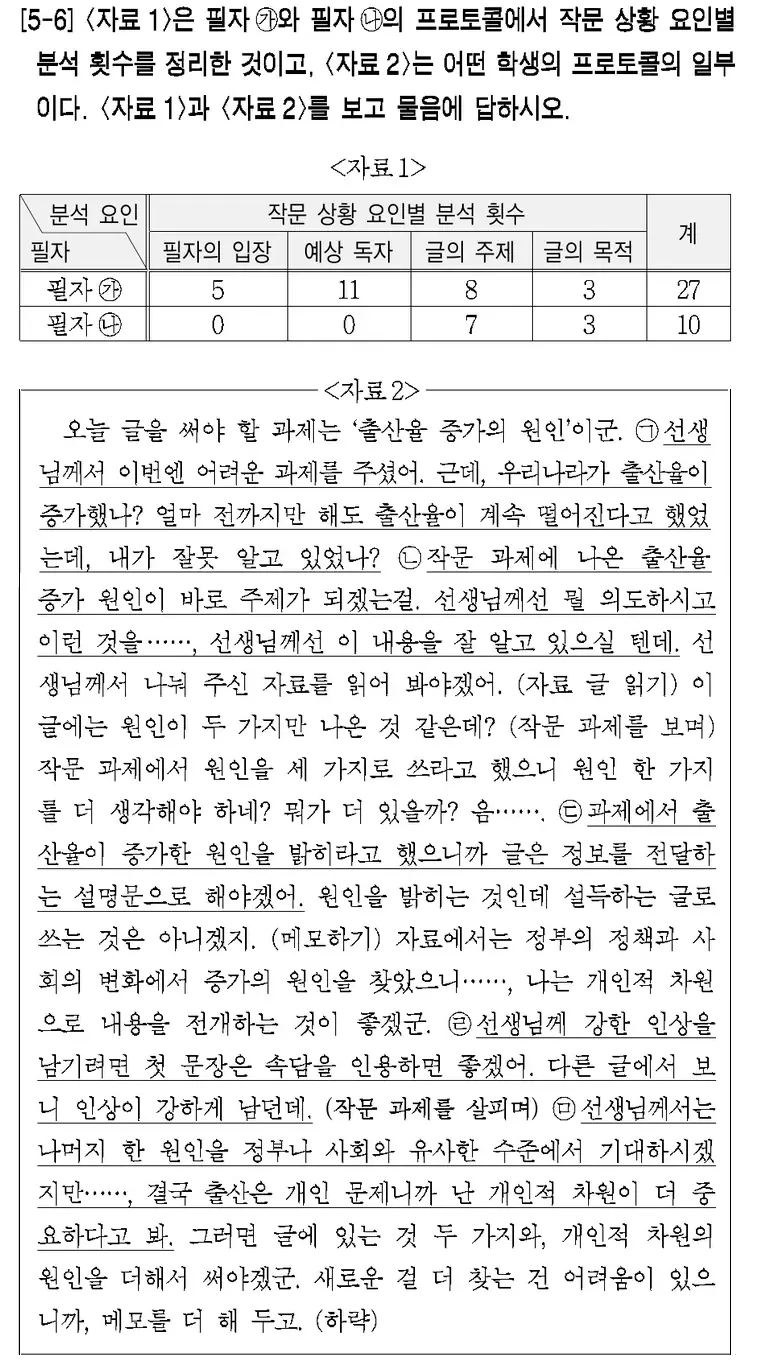 [5-6] <자료 1>은 필자 ㉮와 필자 ㉯의 프로토콜에서 작문 상황 요인별
분석 횟수를 정리한 것이고, <자료 2>는 어떤 학생의 프로토콜의 일부
이다. <자료 1>과 <자료 2>를 보고 물음에 답하시오.
<자료 1>
분석 요인 작문 상황 요인별 분석 횟수 계
필자 필자의 입장 예상 독자 글의 주제 글의 목적
필자 ㉮ 5 11 8 3 27
필자 ㉯ 0 0 7 3 10
<자료 2>
오늘 글을 써야 할 과제는 '출산율 증가의 원인'이군. ㉠선생
님께서 이번엔 어려운 과제를 주셨어. 근데, 우리나라가 출산율이
증가했나? 얼마 전까지만 해도 출산율이 계속 떨어진다고 했었
는데, 내가 잘못 알고 있었나? ㉡작문 과제에 나온 출산율
증가 원인이 바로 주제가 되겠는걸. 선생님께선 뭘 의도하시고
이런 것을……, 선생님께선 이 내용을 잘 알고 있으실 텐데. 선
생님께서 나눠 주신 자료를 읽어 봐야겠어. (자료 글 읽기) 이
글에는 원인이 두 가지만 나온 것 같은데? (작문 과제를 보며)
작문 과제에서 원인을 세 가지로 쓰라고 했으니 원인 한 가지
를 더 생각해야 하네? 뭐가 더 있을까? 음……. ㉢과제에서 출
산율이 증가한 원인을 밝히라고 했으니까 글은 정보를 전달하
는 설명문으로 해야겠어. 원인을 밝히는 것인데 설득하는 글로
쓰는 것은 아니겠지. (메모하기) 자료에서는 정부의 정책과 사
회의 변화에서 증가의 원인을 찾았으니……, 나는 개인적 차원
으로 내용을 전개하는 것이 좋겠군. ㉣선생님께 강한 인상을
남기려면 첫 문장은 속담을 인용하면 좋겠어. 다른 글에서 보
니 인상이 강하게 남던데. (작문 과제를 살피며) ㉤선생님께서는
나머지 한 원인을 정부나 사회와 유사한 수준에서 기대하시겠
지만……, 결국 출산은 개인 문제니까 난 개인적 차원이 더 중
요하다고 봐. 그러면 글에 있는 것 두 가지와, 개인적 차원의
원인을 더해서 써야겠군. 새로운 걸 더 찾는 건 어려움이 있으
니까, 메모를 더 해 두고. (하략)